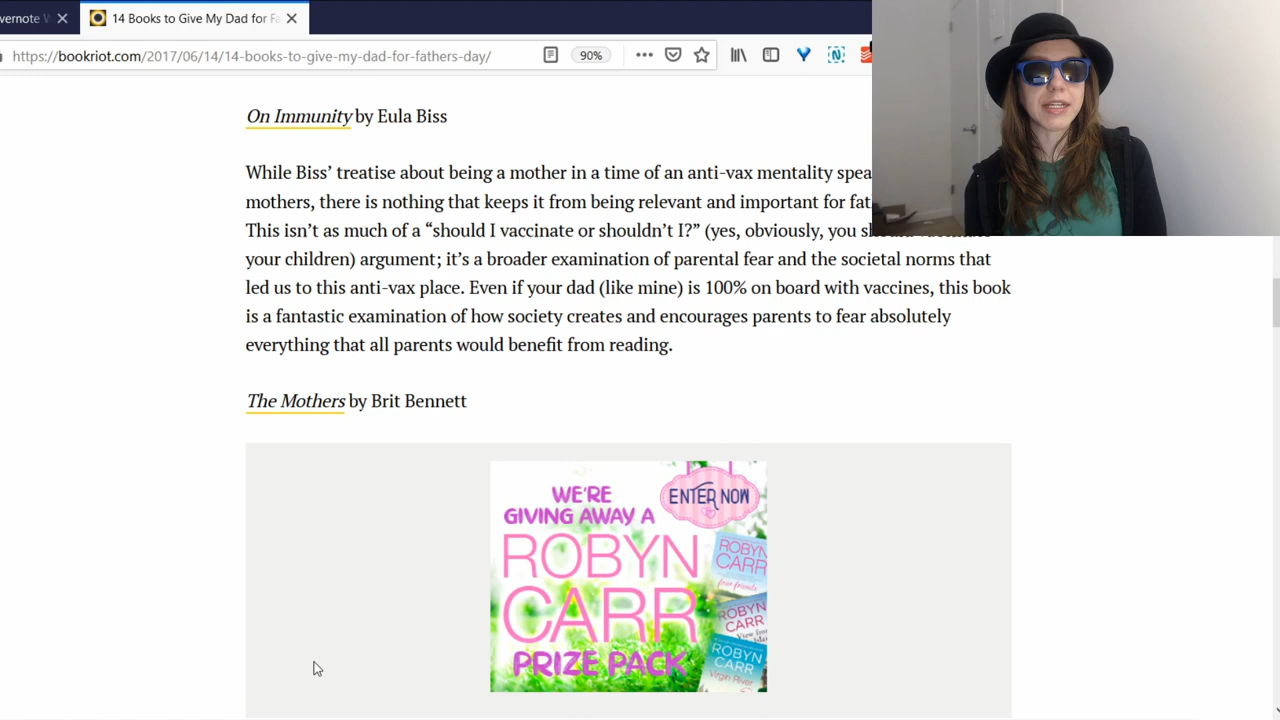 vernote W
14 Books to Give My Dad for Fa
https://bookriot.com/2017/06/14/14-books-to-give-my-dad-for-fathers-day/
90%
On Immunity by Eula Biss
While Biss’ treatise about being a mother in a time of an anti-vax mentality spea
mothers, there is nothing that keeps it from being relevant and important for fat
This isn’t as much of a “should I vaccinate or shouldn’t I?” (yes, obviously, you
your children) argument; it’s a broader examination of parental fear and the societal norms that
led us to this anti-vax place. Even if your dad (like mine) is 100% on board with vaccines, this book
is a fantastic examination of how society creates and encourages parents to fear absolutely
everything that all parents would benefit from reading.
The Mothers by Brit Bennett
WE'RE
GIVING AWAY A
ROBYN
CARR
PRIZE PACK
ENTER NOW
ROBYN
CARR
four friends
ROBYN
CARR
View from
ROBYN
CARR
Virgin River